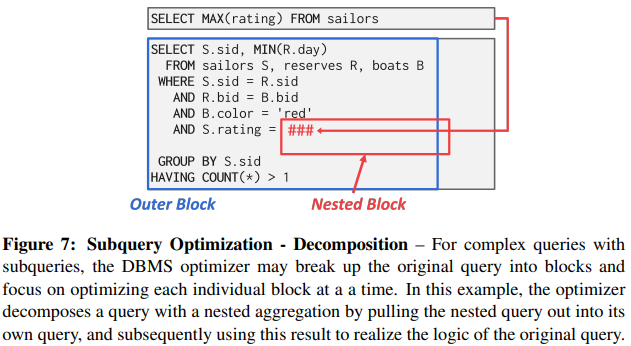 SELECT MAX(rating) FROM sailors
SELECT S.sid, MIN(R.day)
FROM sailors S, reserves R, boats B
WHERE S.sid = R.sid
AND R.bid = B.bid
AND B.color = 'red'
AND S.rating = ###
GROUP BY S.sid
HAVING COUNT(*) > 1
Outer Block Nested Block
Figure 7: Subquery Optimization - Decomposition – For complex queries with
subqueries, the DBMS optimizer may break up the original query into blocks and
focus on optimizing each individual block at a a time. In this example, the optimizer
decomposes a query with a nested aggregation by pulling the nested query out into its
own query, and subsequently using this result to realize the logic of the original query.